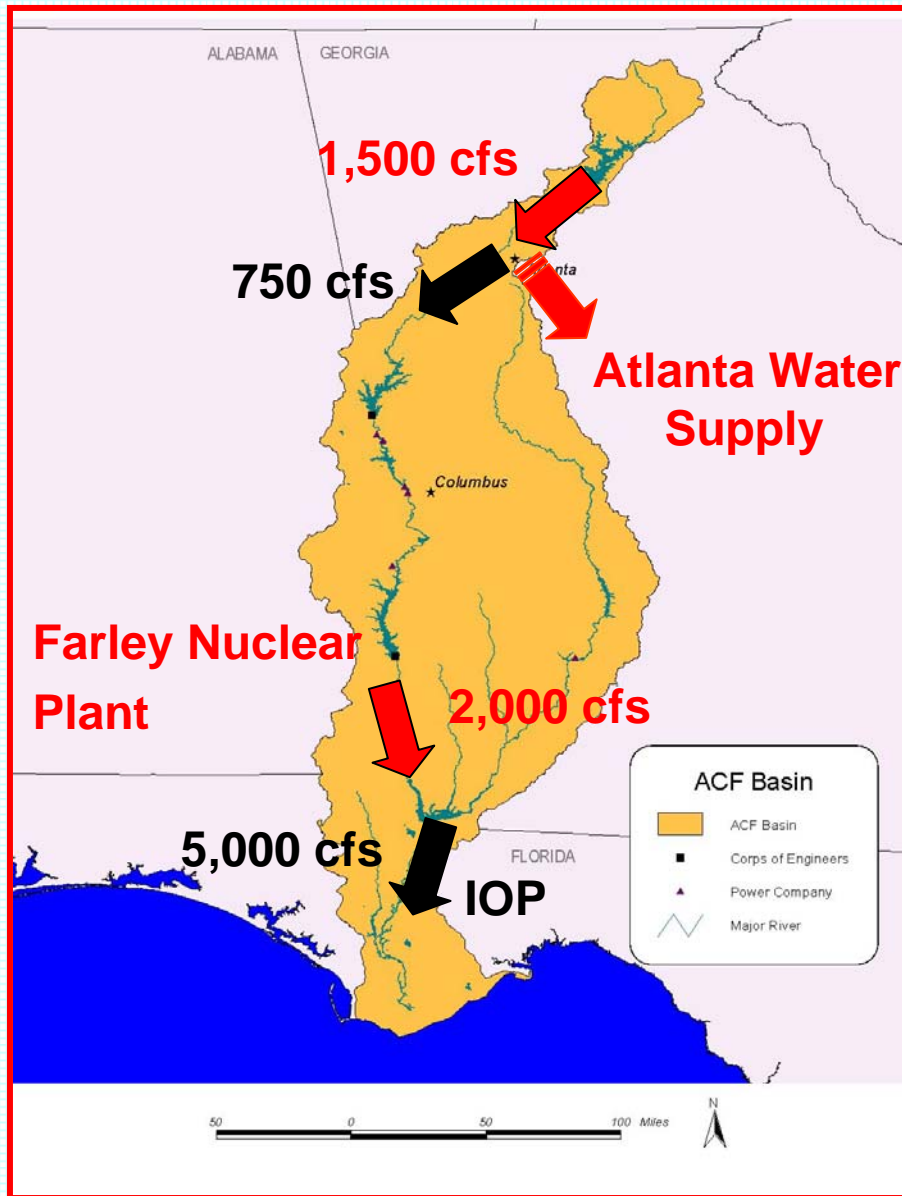 ALABAMA
GEORGIA
1,500 cfs
750 cfs
Atlanta Water
Supply
Columbus
Farley Nuclear
Plant
2,000 cfs
5,000 cfs
IOP
FLORIDA
ACF Basin
ACF Basin
Corps of Engineers
Power Company
Major River
50 0 50 100 Miles
N